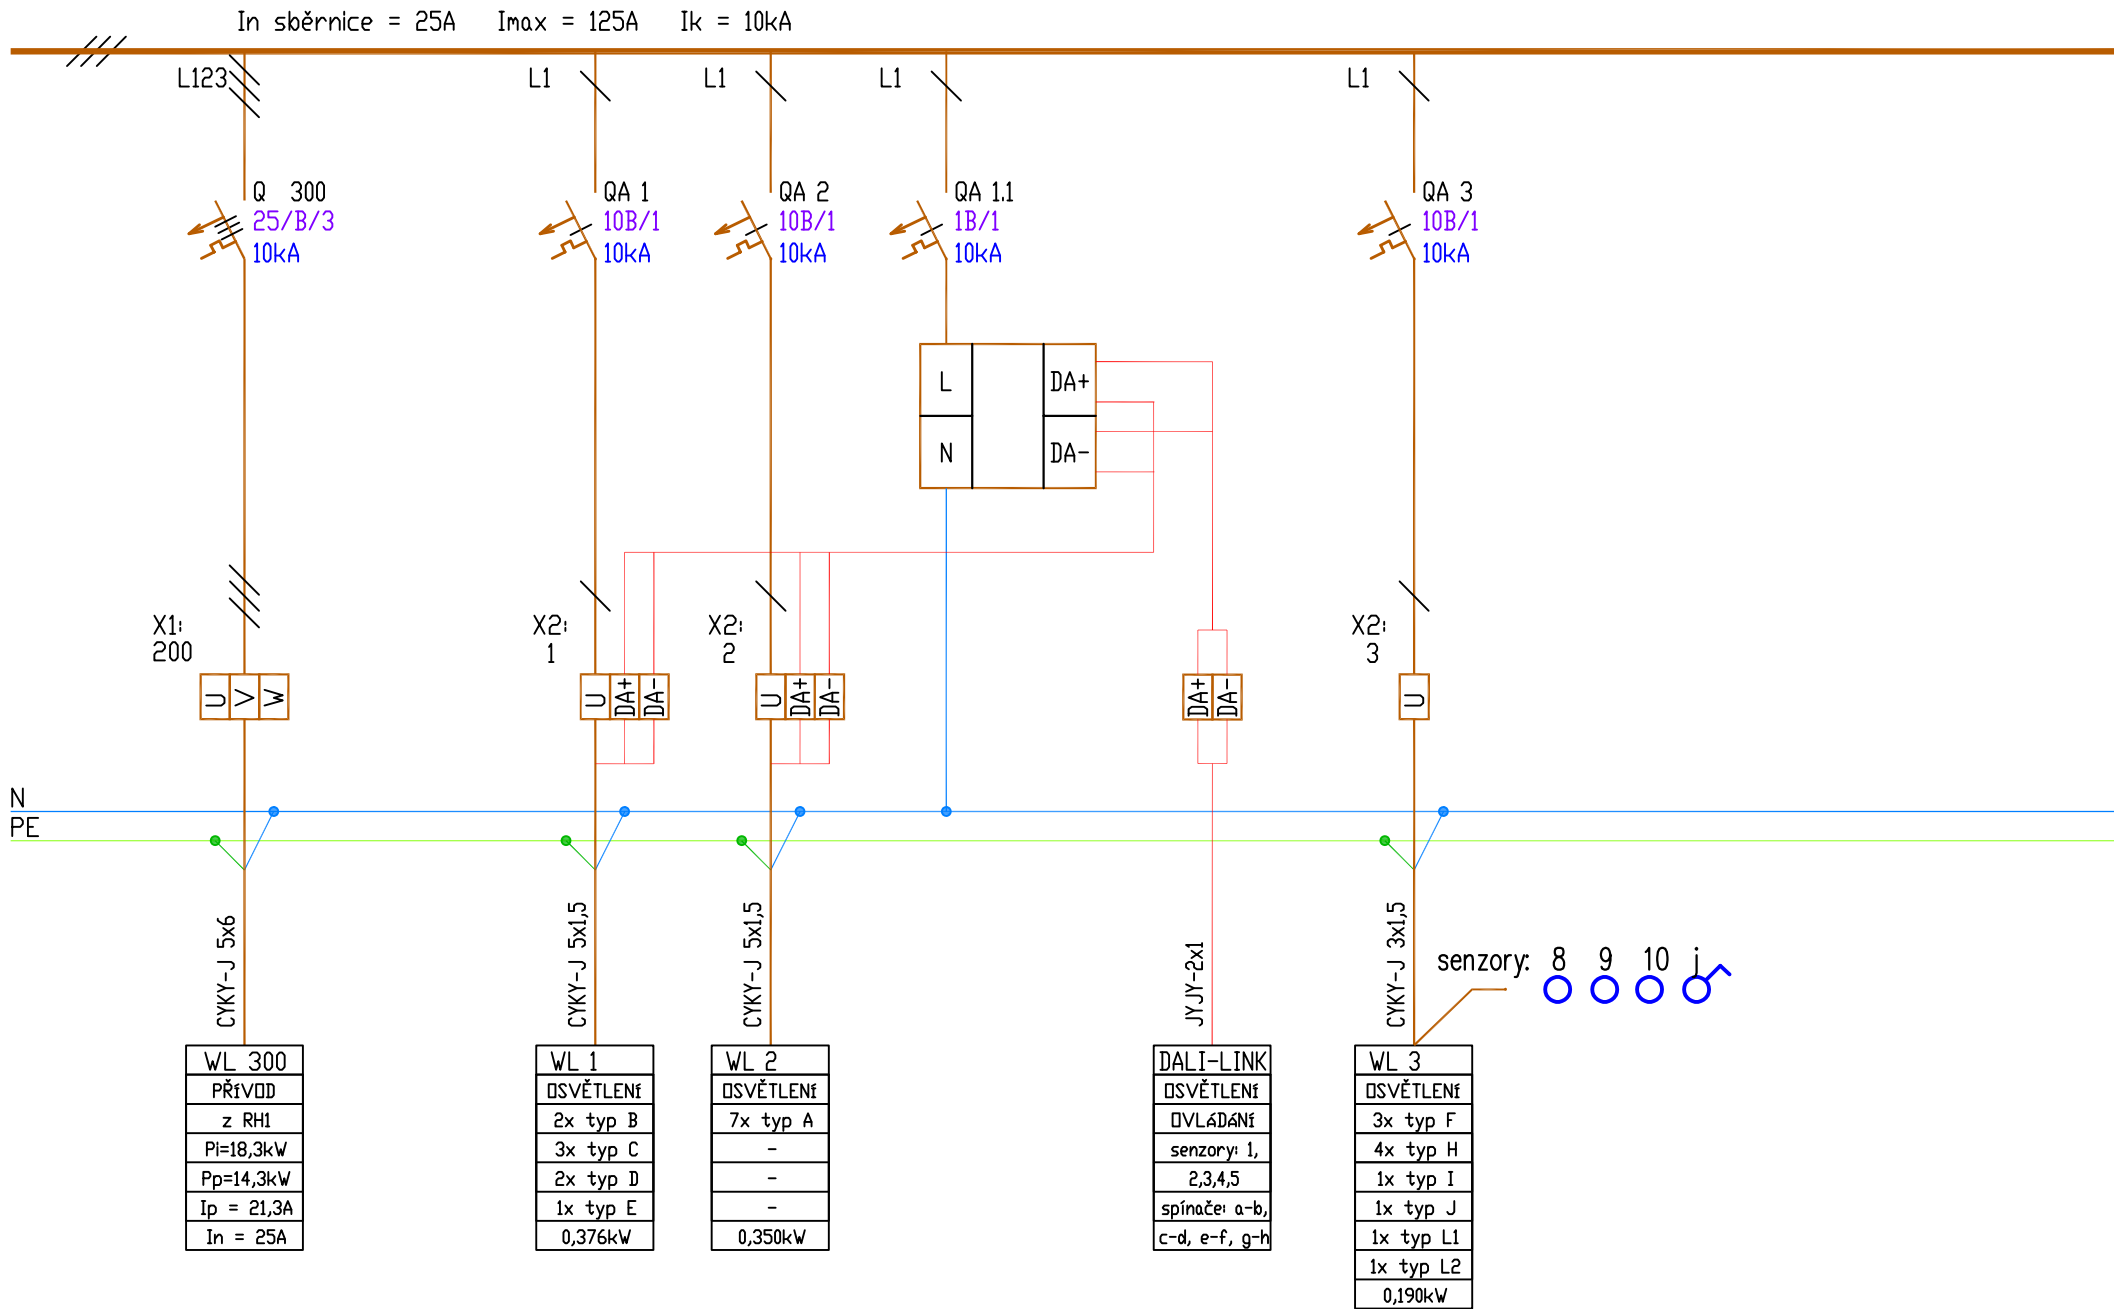 In sběrnice = 25A   Imax = 125A   Ik = 10kA
L123
L1
L1
L1
L1
Q 300
25/B/3
10kA
QA 1
10B/1
10kA
QA 2
10B/1
10kA
QA 1.1
1B/1
10kA
QA 3
10B/1
10kA
L
N
DA+
DA-
X1:
200
X2:
1
X2:
2
X2:
3
U V W
U DA+ DA-
U DA+ DA-
DA+ DA-
U
N
PE
CYKY-J 5x6
CYKY-J 5x1,5
CYKY-J 5x1,5
JYJY-2x1
CYKY-J 3x1,5
senzory: 8 9 10 j
WL 300
PŘÍVOD
z RH1
Pi=18,3kW
Pp=14,3kW
Ip = 21,3A
In = 25A
WL 1
OSVĚTLENÍ
2x typ B
3x typ C
2x typ D
1x typ E
0,376kW
WL 2
OSVĚTLENÍ
7x typ A
-
-
-
0,350kW
DALI-LINK
OSVĚTLENÍ
OVLÁDÁNÍ
senzory: 1,
2,3,4,5
spínače: a-b,
c-d, e-f, g-h
WL 3
OSVĚTLENÍ
3x typ F
4x typ H
1x typ I
1x typ J
1x typ L1
1x typ L2
0,190kW